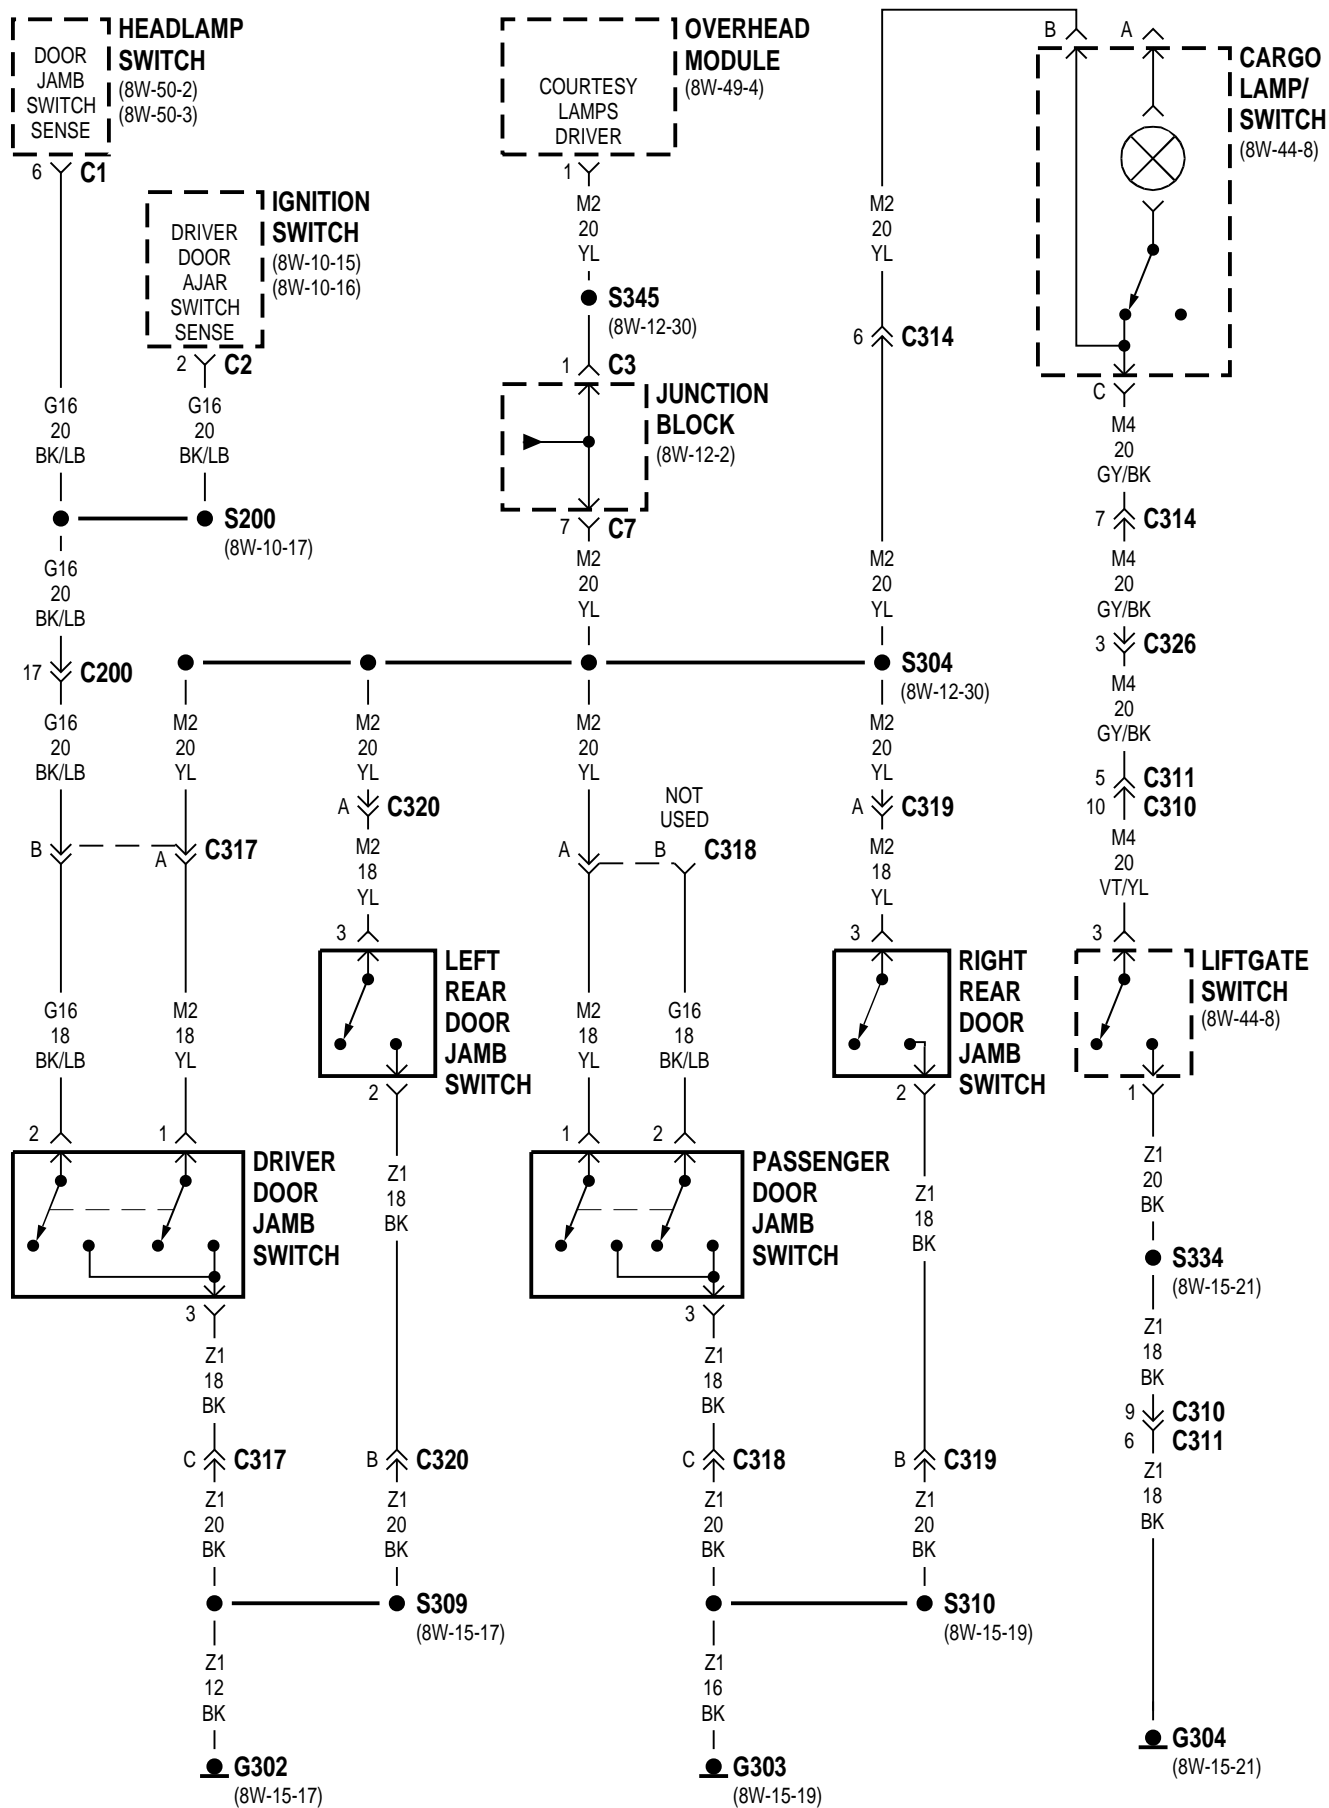 HEADLAMP
SWITCH
(8W-50-2)
(8W-50-3)
DOOR
JAMB
SWITCH
SENSE
6
C1
IGNITION
SWITCH
(8W-10-15)
(8W-10-16)
DRIVER
DOOR
AJAR
SWITCH
SENSE
2
C2
G16
20
BK/LB
G16
20
BK/LB
S200
(8W-10-17)
G16
20
BK/LB
17
C200
G16
20
BK/LB
M2
20
YL
B
A
C317
G16
18
BK/LB
M2
18
YL
2
1
DRIVER
DOOR
JAMB
SWITCH
3
Z1
18
BK
C
C317
Z1
20
BK
Z1
12
BK
G302
(8W-15-17)
M2
20
YL
A
C320
M2
18
YL
3
LEFT
REAR
DOOR
JAMB
SWITCH
2
Z1
18
BK
B
C320
Z1
20
BK
S309
(8W-15-17)
OVERHEAD
MODULE
(8W-49-4)
COURTESY
LAMPS
DRIVER
1
M2
20
YL
S345
(8W-12-30)
1
C3
JUNCTION
BLOCK
(8W-12-2)
7
C7
M2
20
YL
M2
20
YL
NOT
USED
A
B
C318
M2
18
YL
G16
18
BK/LB
1
2
PASSENGER
DOOR
JAMB
SWITCH
3
Z1
18
BK
C
C318
Z1
20
BK
Z1
16
BK
G303
(8W-15-19)
M2
20
YL
6
C314
M2
20
YL
S304
(8W-12-30)
M2
20
YL
A
C319
M2
18
YL
3
RIGHT
REAR
DOOR
JAMB
SWITCH
2
Z1
18
BK
B
C319
Z1
20
BK
S310
(8W-15-19)
B
A
CARGO
LAMP/
SWITCH
(8W-44-8)
C
M4
20
GY/BK
7
C314
M4
20
GY/BK
3
C326
M4
20
GY/BK
5
C311
10
C310
M4
20
VT/YL
3
LIFTGATE
SWITCH
(8W-44-8)
1
Z1
20
BK
S334
(8W-15-21)
Z1
18
BK
9
C310
6
C311
Z1
18
BK
G304
(8W-15-21)